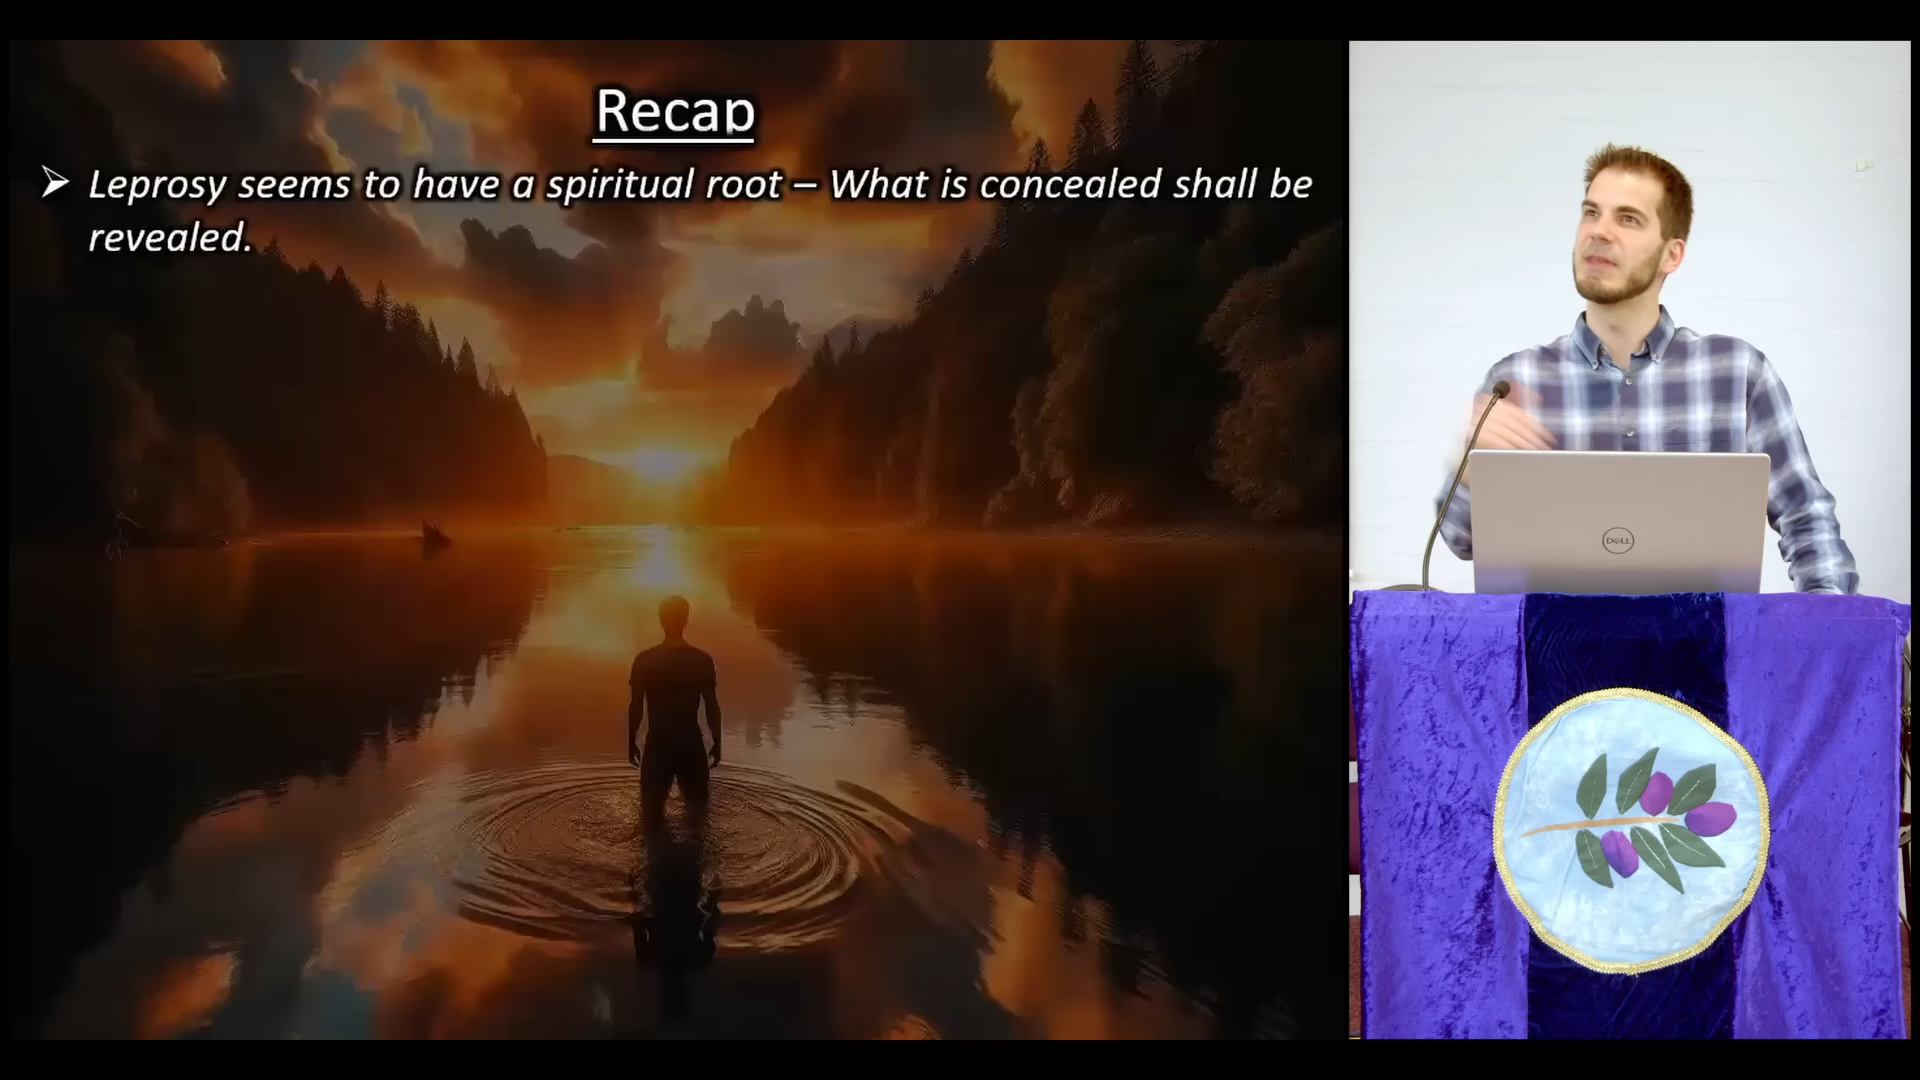 Recap
➢ Leprosy seems to have a spiritual root – What is concealed shall be
revealed.
DELL